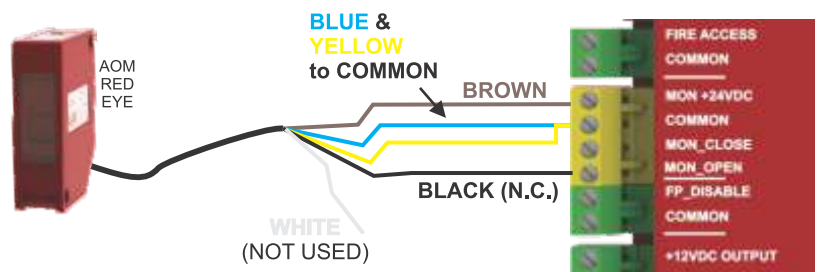 BLUE &
YELLOW
to COMMON
AOM
RED
EYE
BROWN
BLACK (N.C.)
WHITE
(NOT USED)
FIRE ACCESS
COMMON
MON +24VDC
COMMON
MON_CLOSE
MON_OPEN
FP_DISABLE
COMMON
+12VDC OUTPUT